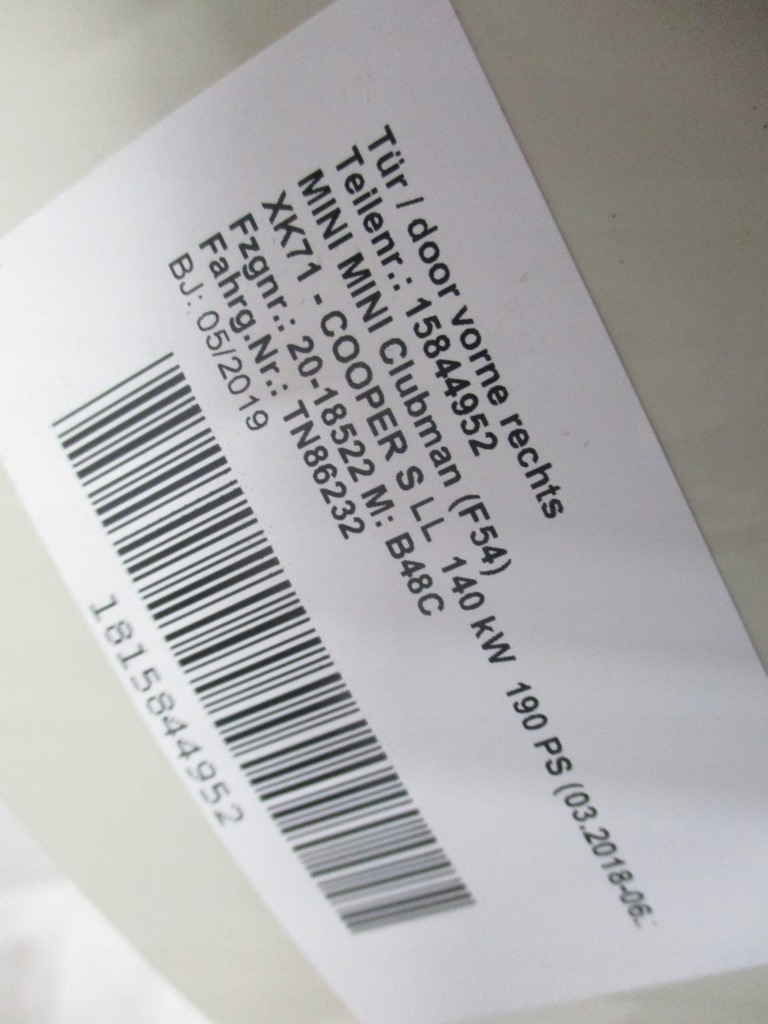 Tür / door vorne rechts
Teilenr.: 15844952
MINI MINI Clubman (F54)
XK71 - COOPER S LL 140 kW 190 PS (03.2018-06.
Fzgnr.: 20-18522 M: B48C
Fahrg.Nr.: TN86232
BJ: 05/2019
1815844952